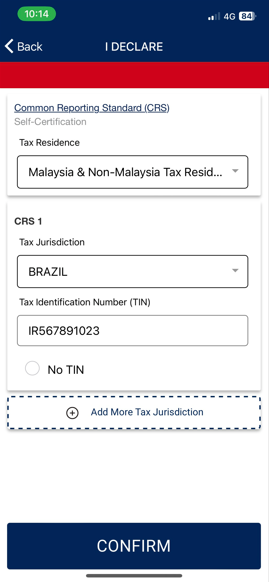 10:14
4G 84
Back
I DECLARE
Common Reporting Standard (CRS)
Self-Certification
Tax Residence
Malaysia & Non-Malaysia Tax Resid...
CRS 1
Tax Jurisdiction
BRAZIL
Tax Identification Number (TIN)
IR567891023
No TIN
Add More Tax Jurisdiction
CONFIRM